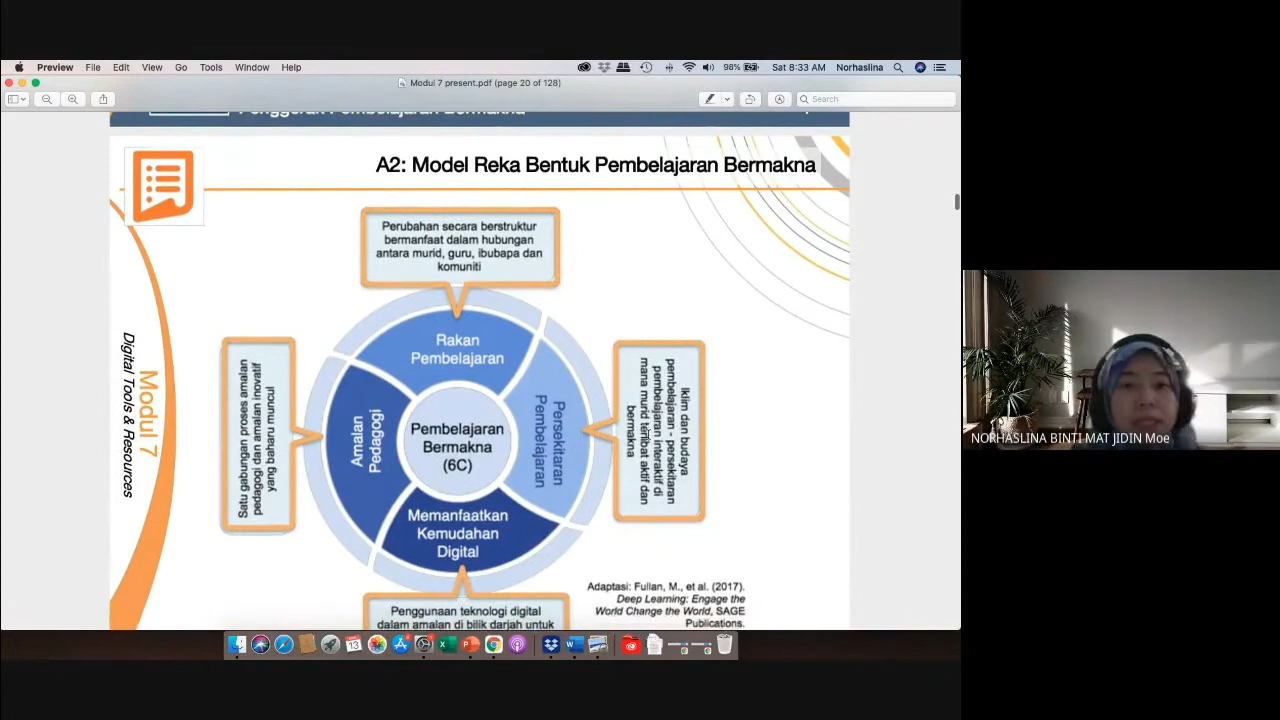 Preview File Edit View Go Tools Window Help
98% Sat 8:33 AM Norhaslina
Modul 7 present.pdf (page 20 of 128)
Search
Penggerak Pembelajaran Bermakna
A2: Model Reka Bentuk Pembelajaran Bermakna
Perubahan secara berstruktur
bermanfaat dalam hubungan
antara murid, guru, ibubapa dan
komuniti
Rakan
Pembelajaran
Modul 7
Digital Tools & Resources
Satu gabungan proses amalan
pedagogi dan amalan inovatif
yang baharu muncul
Amalan
Pedagogi
Pembelajaran
Bermakna
(6C)
Persekitaran
Pembelajaran
Iklim dan budaya
pembelajaran - persekitaran
pembelajaran interaktif di
mana murid terlibat aktif dan
bermakna
Memanfaatkan
Kemudahan
Digital
Penggunaan teknologi digital
dalam amalan di bilik darjah untuk
Adaptasi: Fullan, M., et al. (2017).
Deep Learning: Engage the
World Change the World, SAGE
Publications.
NORHASLINA BINTI MAT JIDIN Moe
13